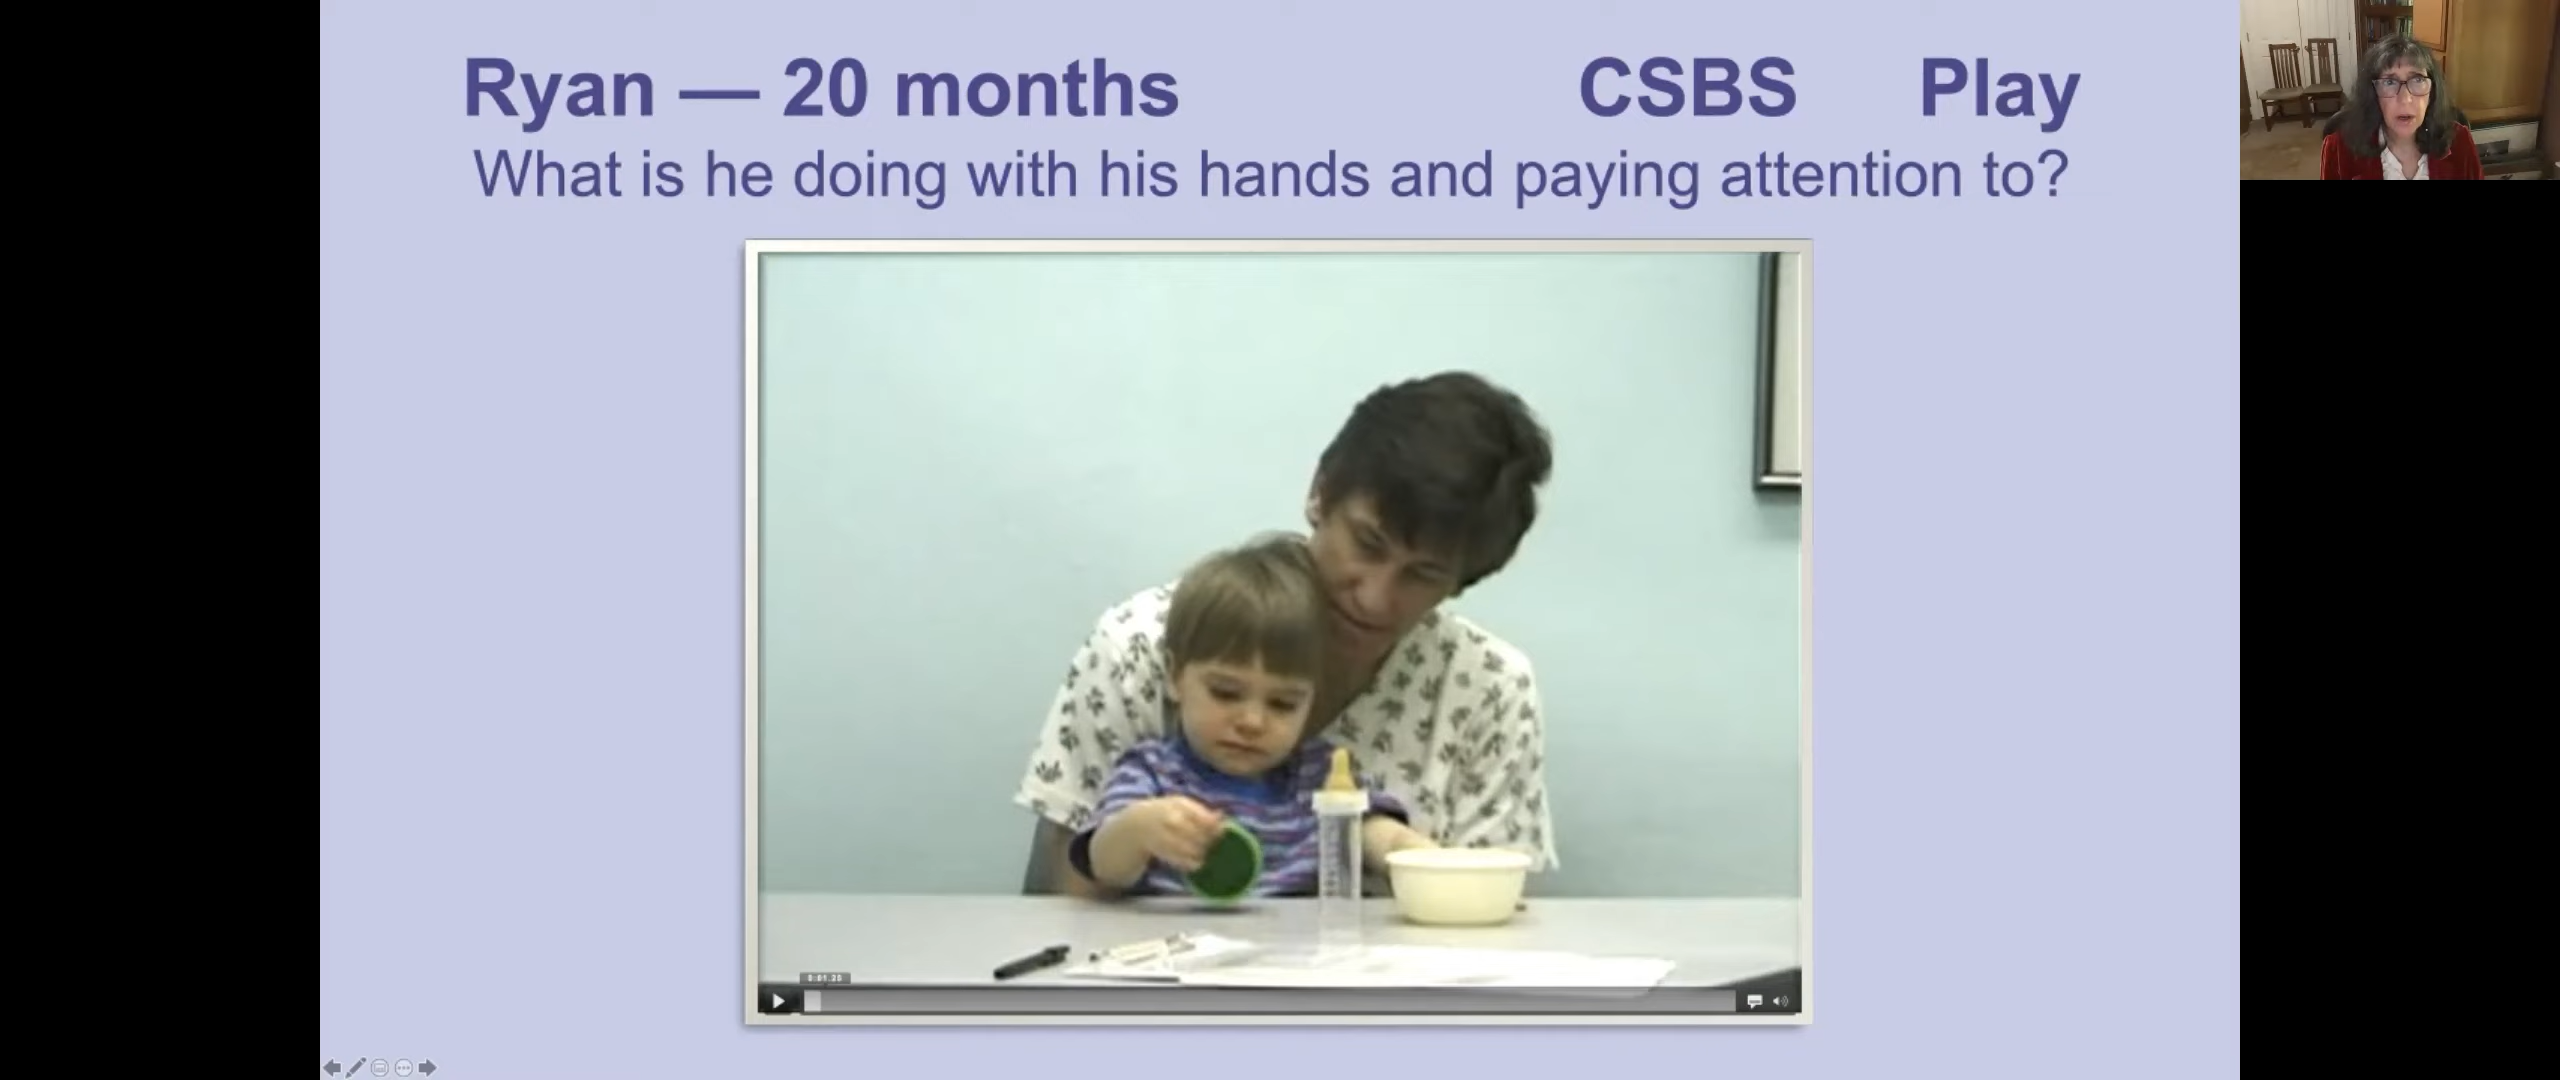 Ryan — 20 months CSBS Play
What is he doing with his hands and paying attention to?